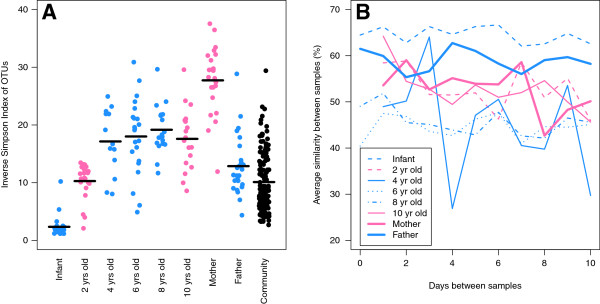 A
Inverse Simpson Index of OTUs
40
30
20
10
0
Infant
2 yrs old
4 yrs old
6 yrs old
8 yrs old
10 yrs old
Mother
Father
Community
B
Average similarity between samples (%)
70
60
50
40
30
20
Infant
2 yr old
4 yr old
6 yr old
8 yr old
10 yr old
Mother
Father
0
2
4
6
8
10
Days between samples